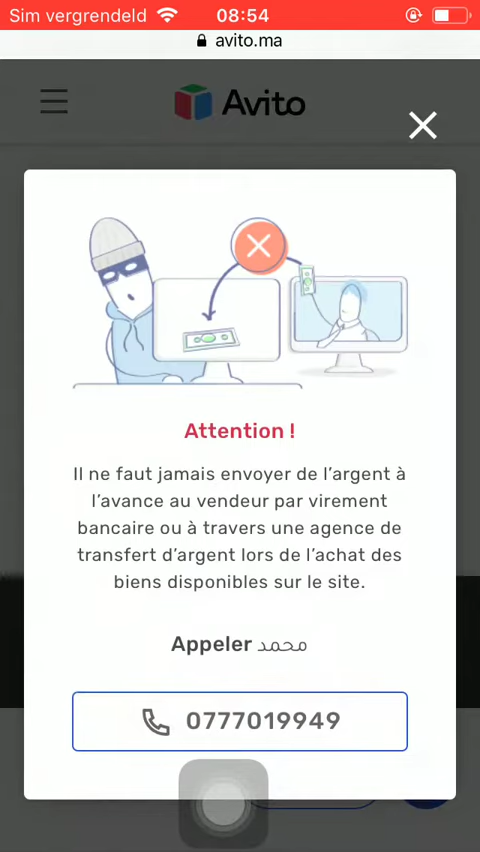 Sim vergrendeld 08:54
avito.ma
Avito
Attention !
Il ne faut jamais envoyer de l’argent à
l’avance au vendeur par virement
bancaire ou à travers une agence de
transfert d’argent lors de l’achat des
biens disponibles sur le site.
Appeler محمد
0777019949